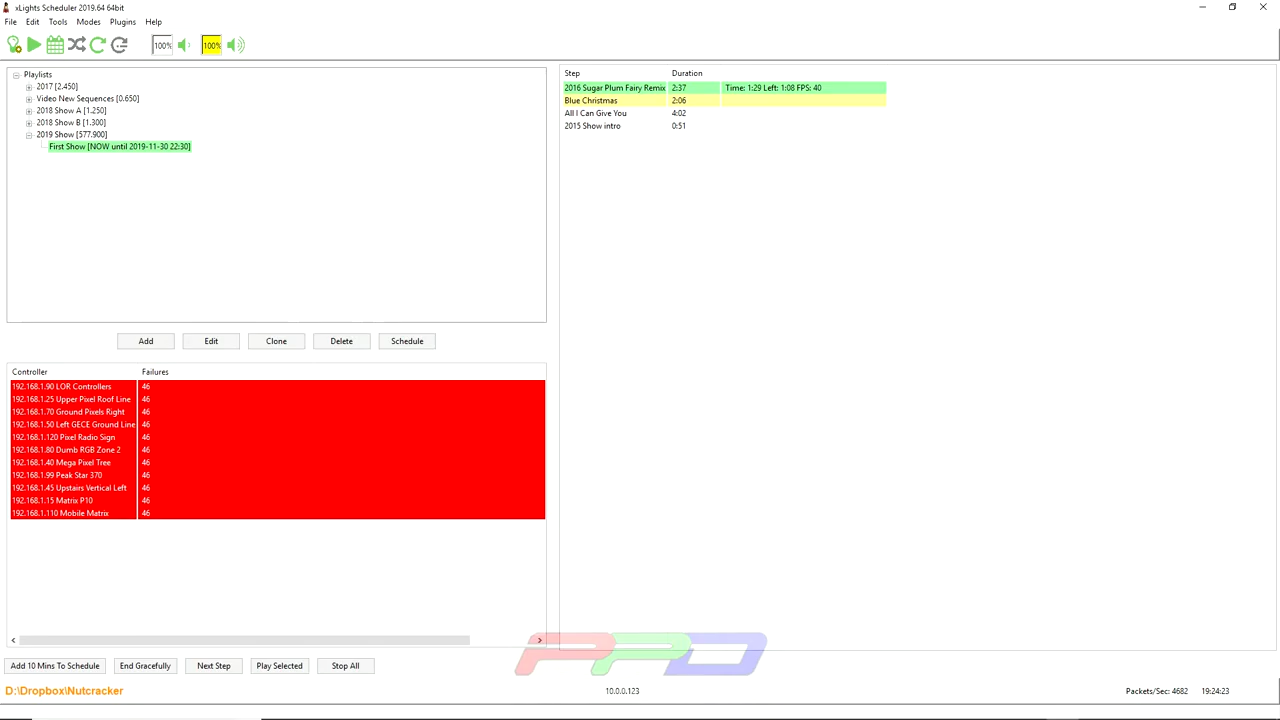 xLights Scheduler 2019.64 64bit
File Edit Tools Modes Plugins Help
100% 100%
Playlists
2017 [2.450]
Video New Sequences [0.650]
2018 Show A [1.250]
2018 Show B [1.300]
2019 Show [577.900]
First Show [NOW until 2019-11-30 22:30]
Add Edit Clone Delete Schedule
Controller Failures
192.168.1.90 LOR Controllers 46
192.168.1.25 Upper Pixel Roof Line 46
192.168.1.70 Ground Pixels Right 46
192.168.1.50 Left GECE Ground Line 46
192.168.1.120 Pixel Radio Sign 46
192.168.1.80 Dumb RGB Zone 2 46
192.168.1.40 Mega Pixel Tree 46
192.168.1.99 Peak Star 370 46
192.168.1.45 Upstairs Vertical Left 46
192.168.1.15 Matrix P10 46
192.168.1.110 Mobile Matrix 46
Step Duration
2016 Sugar Plum Fairy Remix 2:37 Time: 1:29 Left: 1:08 FPS: 40
Blue Christmas 2:06
All I Can Give You 4:02
2015 Show intro 0:51
PPD
Add 10 Mins To Schedule End Gracefully Next Step Play Selected Stop All
D:\Dropbox\Nutcracker 10.0.0.123 Packets/Sec: 4682 19:24:23